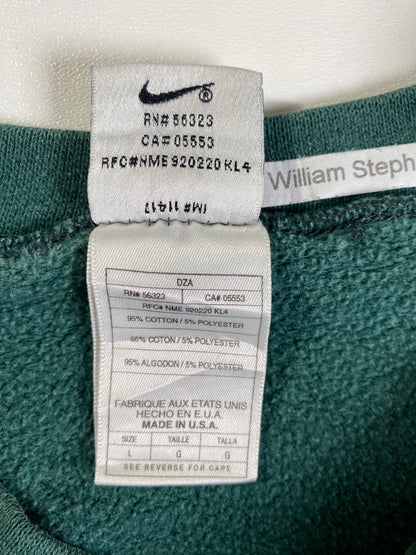 RN# 56323
CA# 05553
RFC#NME 920220 KL4
IM# 11417
William Steph
DZA
RN# 56323 CA# 05553
RFC# NME 920220 KL4
95% COTTON / 5% POLYESTER
95% COTON / 5% POLYESTER
95% ALGODON / 5% POLYESTER
FABRIQUE AUX ETATS UNIS
HECHO EN E.U.A.
MADE IN U.S.A.
SIZE TAILLE TALLA
L G G
SEE REVERSE FOR CARE